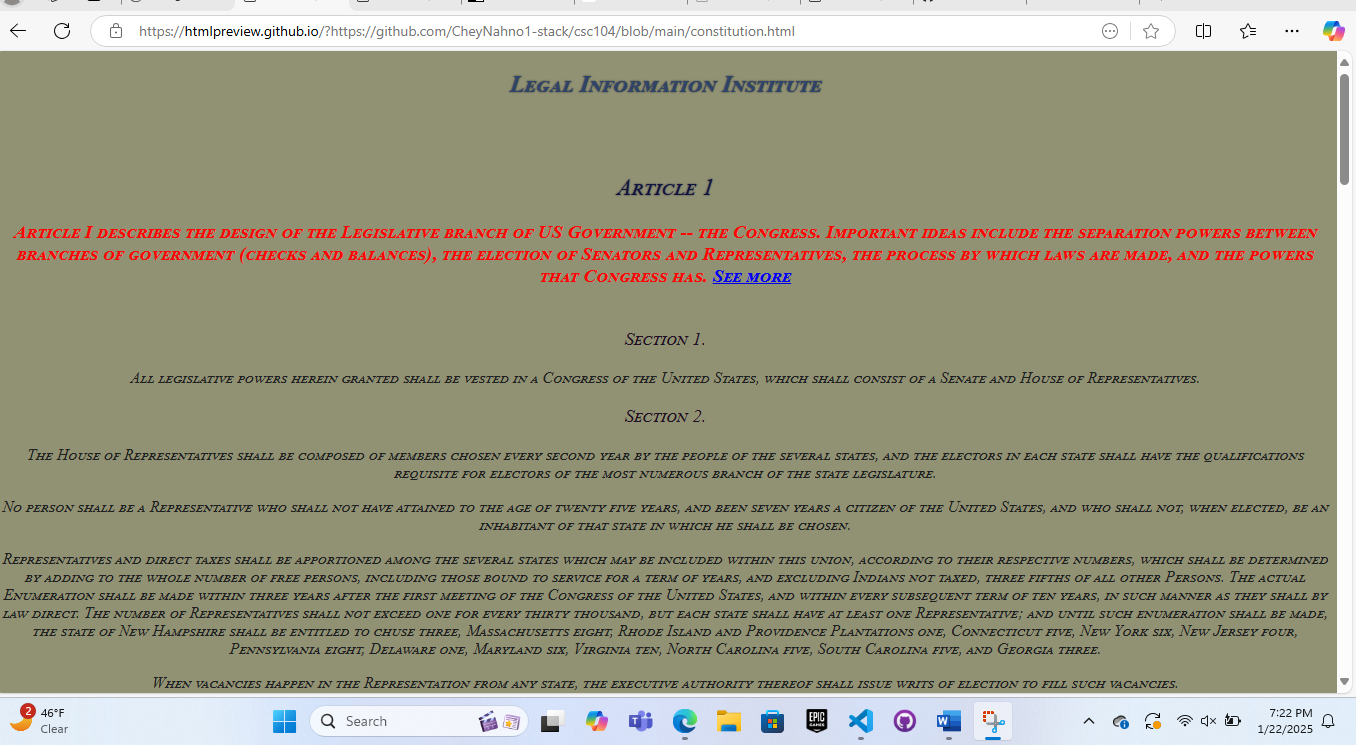 https://htmlpreview.github.io/?https://github.com/CheyNahno1-stack/csc104/blob/main/constitution.html
Legal Information Institute
Article 1
Article I describes the design of the Legislative branch of US Government -- the Congress. Important ideas include the separation powers between
branches of government (checks and balances), the election of Senators and Representatives, the process by which laws are made, and the powers
that Congress has. See more
Section 1.
All legislative powers herein granted shall be vested in a Congress of the United States, which shall consist of a Senate and House of Representatives.
Section 2.
The House of Representatives shall be composed of members chosen every second year by the people of the several states, and the electors in each state shall have the qualifications
requisite for electors of the most numerous branch of the state legislature.
No person shall be a Representative who shall not have attained to the age of twenty five years, and been seven years a citizen of the United States, and who shall not, when elected, be an
inhabitant of that state in which he shall be chosen.
Representatives and direct taxes shall be apportioned among the several states which may be included within this union, according to their respective numbers, which shall be determined
by adding to the whole number of free persons, including those bound to service for a term of years, and excluding Indians not taxed, three fifths of all other Persons. The actual
Enumeration shall be made within three years after the first meeting of the Congress of the United States, and within every subsequent term of ten years, in such manner as they shall by
law direct. The number of Representatives shall not exceed one for every thirty thousand, but each state shall have at least one Representative; and until such enumeration shall be made,
the state of New Hampshire shall be entitled to chuse three, Massachusetts eight, Rhode Island and Providence Plantations one, Connecticut five, New York six, New Jersey four,
Pennsylvania eight, Delaware one, Maryland six, Virginia ten, North Carolina five, South Carolina five, and Georgia three.
When vacancies happen in the Representation from any state, the executive authority thereof shall issue writs of election to fill such vacancies.
2
46°F
Clear
Search
EPIC
GAMES
7:22 PM
1/22/2025